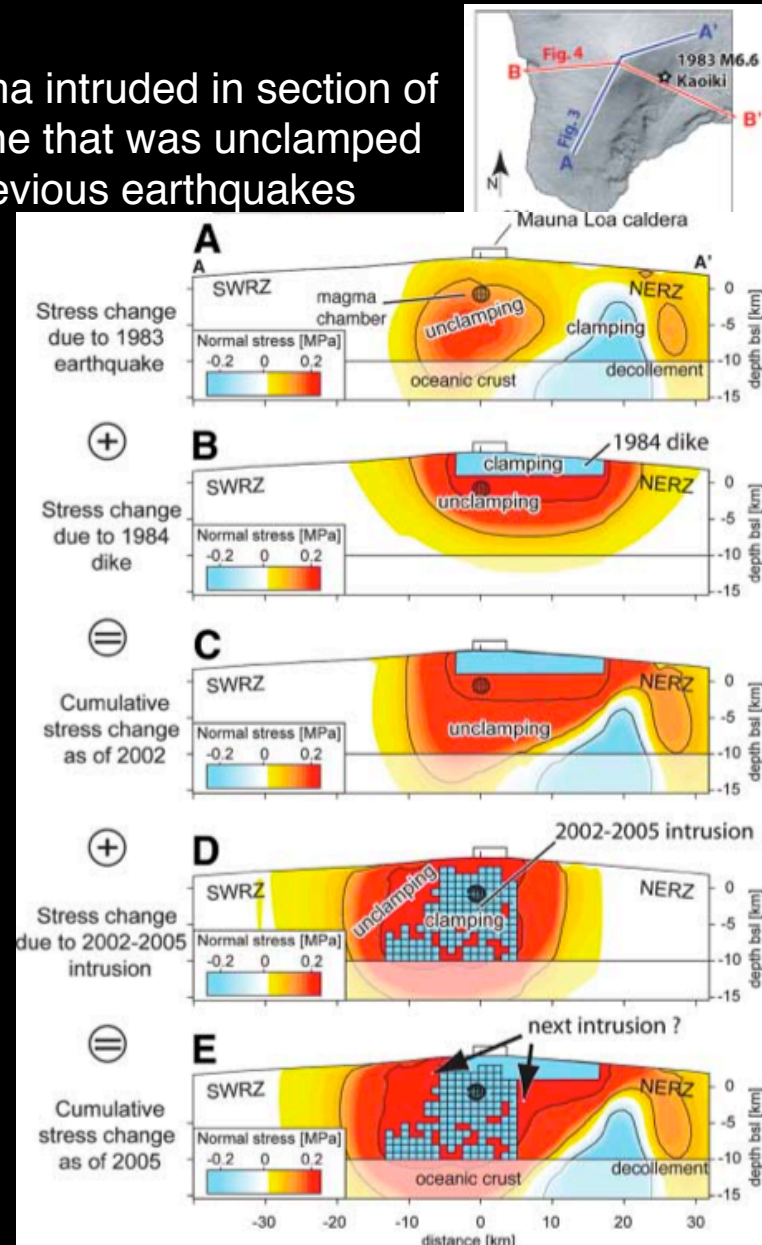 intruded in section of
that was unclamped
earthquakes
A'
Fig. 4
B
1983 M6.6
Kaoiki
Fig. 3
B'
A
N
Mauna Loa caldera
A
A
A'
SWRZ
NERZ
magma
chamber
unclamping
clamping
Stress change
due to 1983
earthquake
Normal stress [MPa]
-0.2 0 0.2
oceanic crust
decollement
0
-5
-10
-15
depth bsl [km]
+
B
1984 dike
clamping
SWRZ
NERZ
unclamping
Stress change
due to 1984
dike
Normal stress [MPa]
-0.2 0 0.2
0
-5
-10
-15
depth bsl [km]
=
C
SWRZ
NERZ
unclamping
Cumulative
stress change
as of 2002
Normal stress [MPa]
-0.2 0 0.2
0
-5
-10
-15
depth bsl [km]
+
D
2002-2005 intrusion
SWRZ
NERZ
unclamping
clamping
Stress change
due to 2002-2005
intrusion
Normal stress [MPa]
-0.2 0 0.2
0
-5
-10
-15
depth bsl [km]
=
E
next intrusion ?
SWRZ
NERZ
Cumulative
stress change
as of 2005
Normal stress [MPa]
-0.2 0 0.2
oceanic crust
decollement
0
-5
-10
-15
depth bsl [km]
-30 -20 -10 0 10 20 30
distance [km]